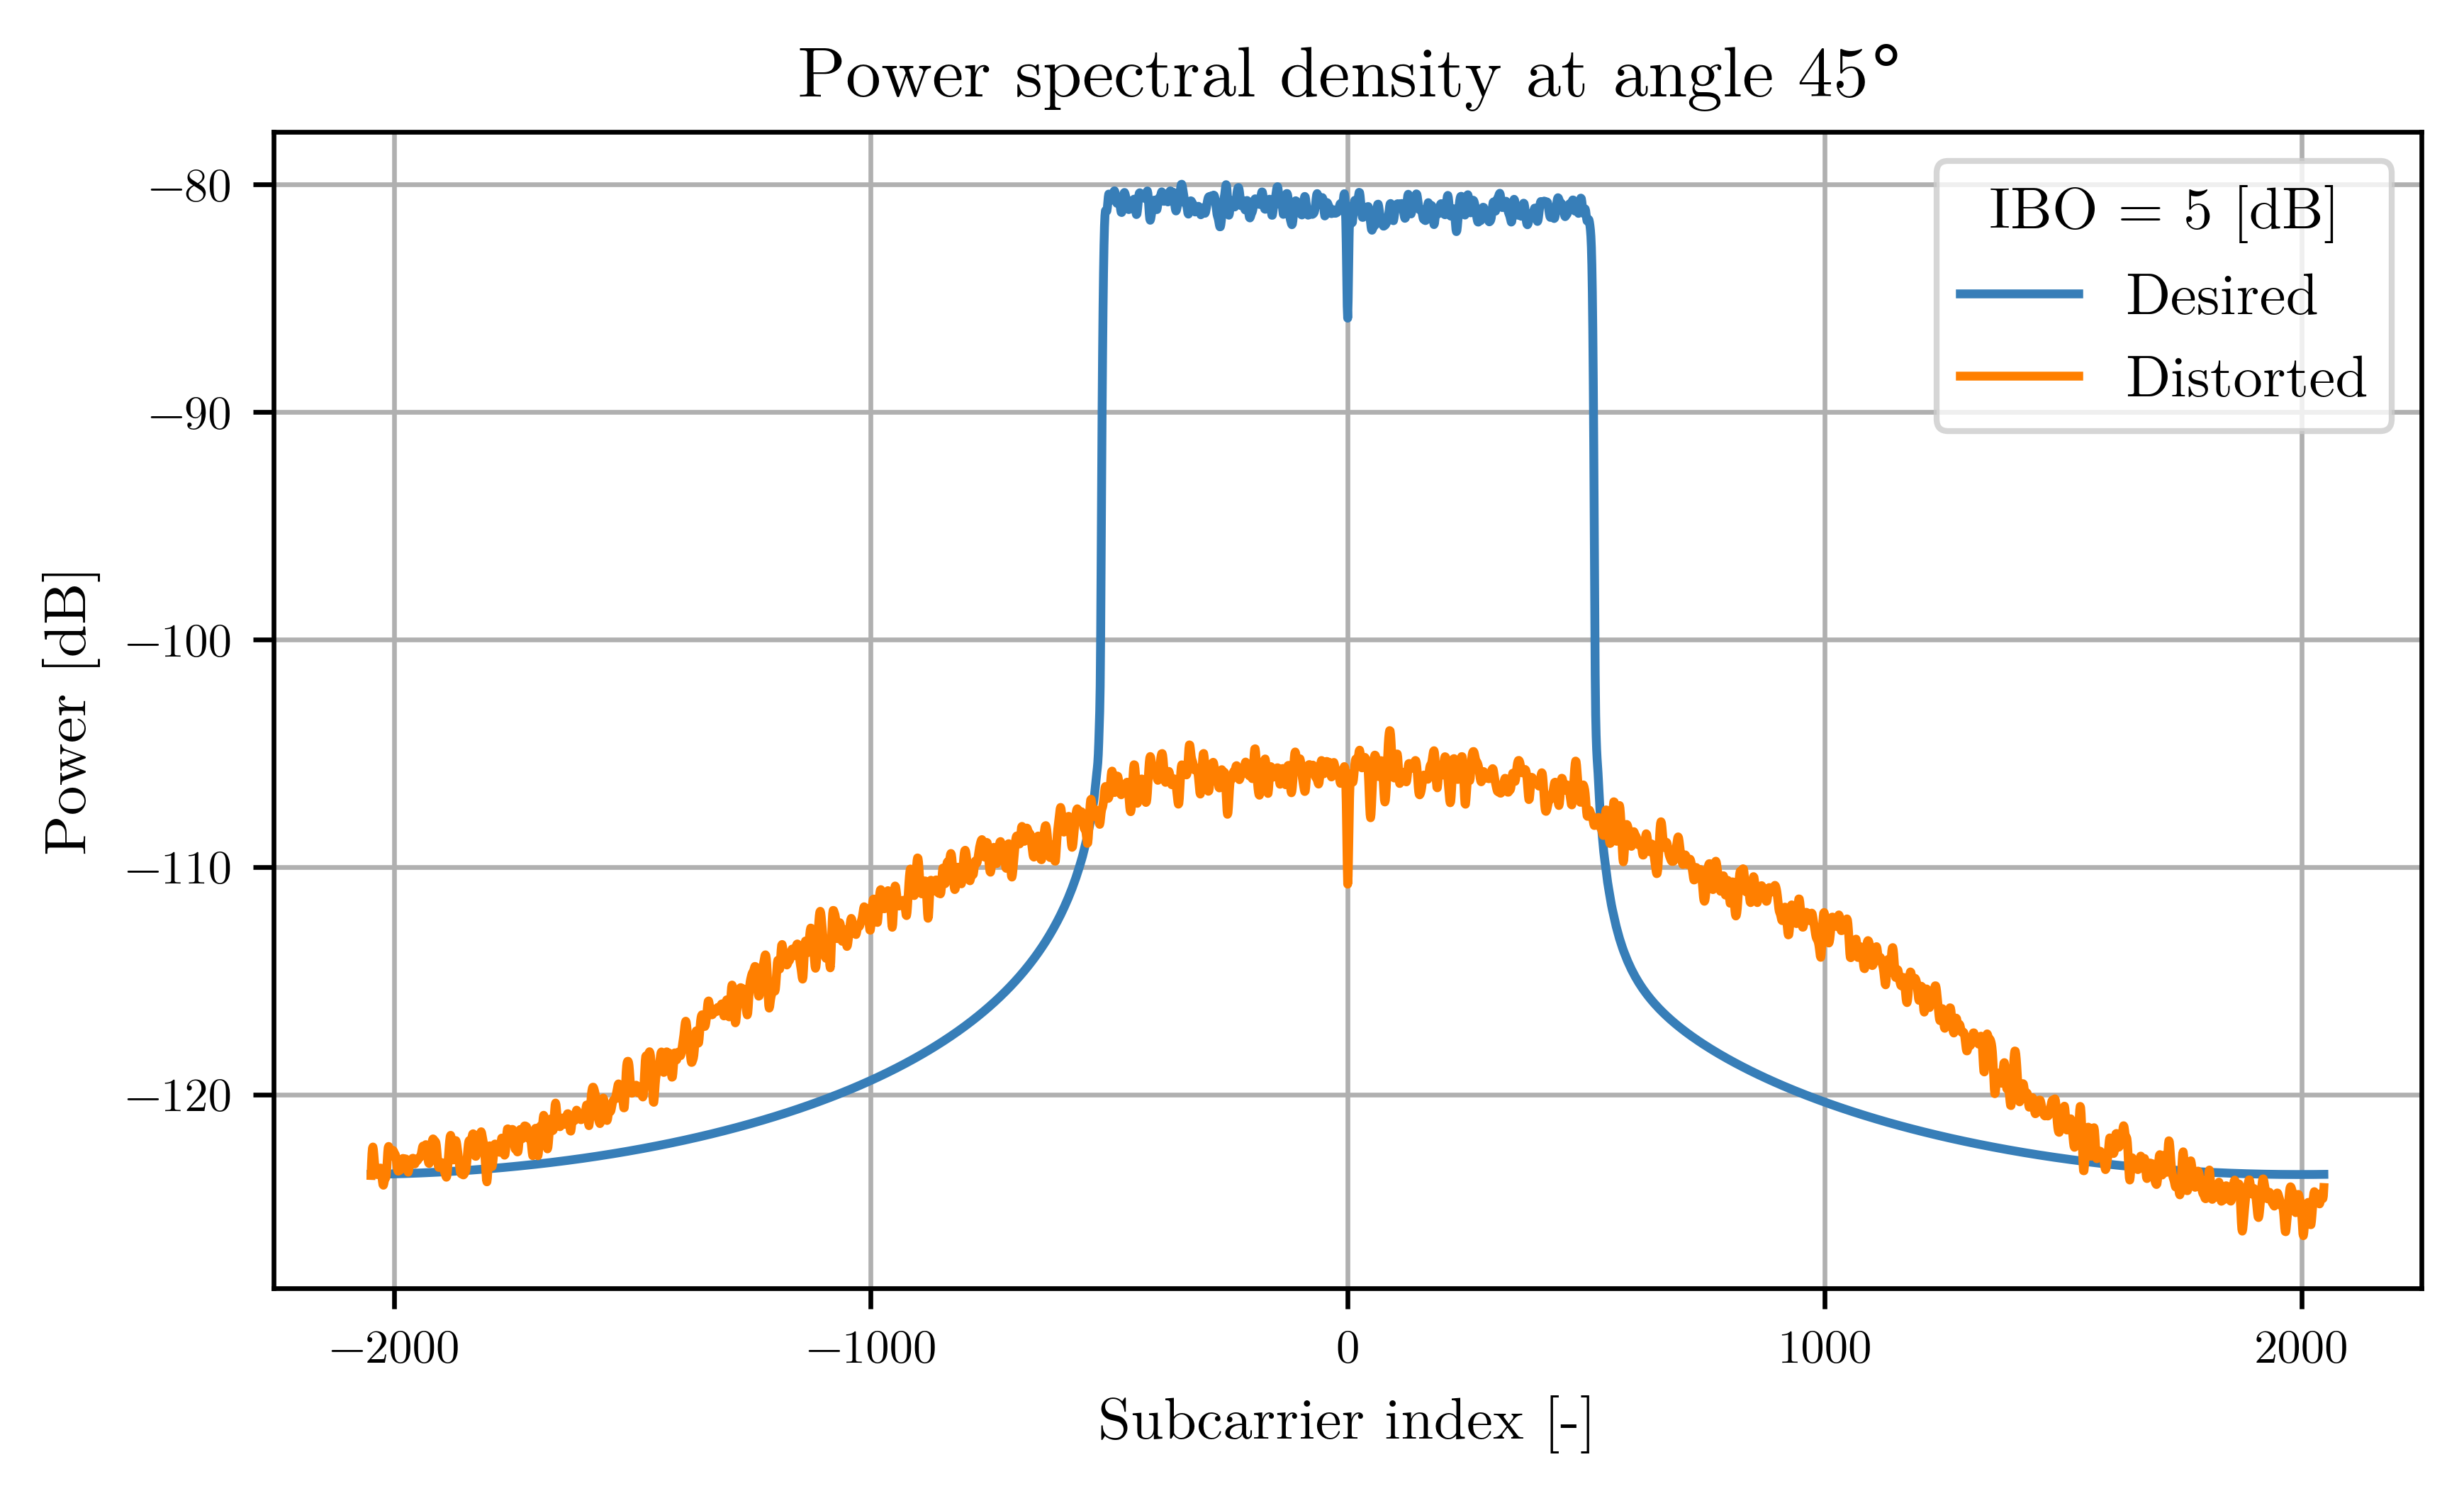 Power spectral density at angle 45°
Power [dB]
−80
−90
−100
−110
−120
IBO = 5 [dB]
Desired
Distorted
−2000
−1000
0
1000
2000
Subcarrier index [-]